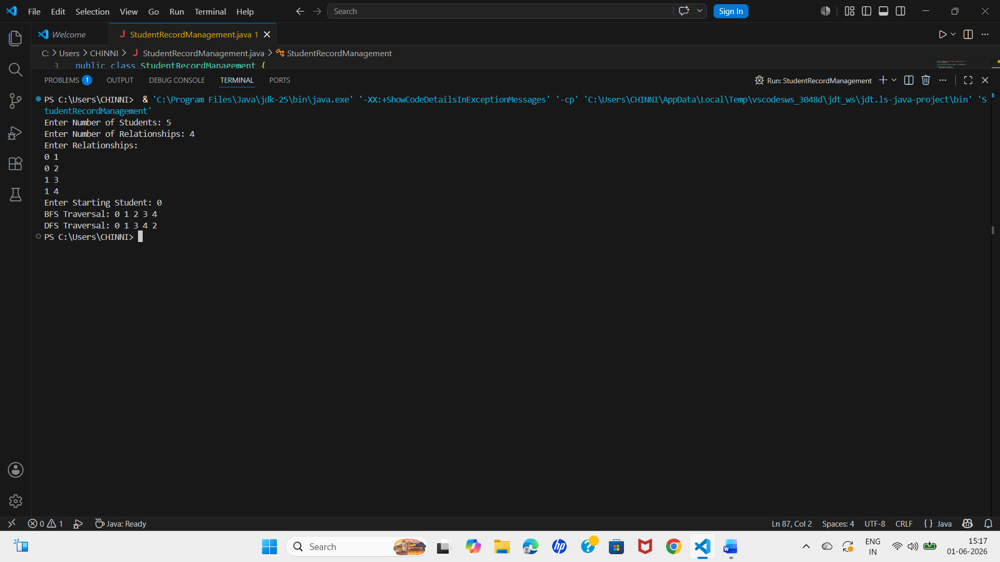 File Edit Selection View Go Run Terminal Help
Search
Sign In
Welcome
J StudentRecordManagement.java 1
C: > Users > CHINNI > J StudentRecordManagement.java > StudentRecordManagement
3 public class StudentRecordManagement {
PROBLEMS 1 OUTPUT DEBUG CONSOLE TERMINAL PORTS
Run: StudentRecordManagement
PS C:\Users\CHINNI>  & 'C:\Program Files\Java\jdk-25\bin\java.exe' '-XX:+ShowCodeDetailsInExceptionMessages' '-cp' 'C:\Users\CHINNI\AppData\Local\Temp\vscodesws_3048d\jdt_ws\jdt.ls-java-project\bin' 'S
tudentRecordManagement'
Enter Number of Students: 5
Enter Number of Relationships: 4
Enter Relationships:
0 1
0 2
1 3
1 4
Enter Starting Student: 0
BFS Traversal: 0 1 2 3 4
DFS Traversal: 0 1 3 4 2
PS C:\Users\CHINNI>
0 1 Java: Ready
Ln 87, Col 2 Spaces: 4 UTF-8 CRLF {} Java
Search
ENG
IN
15:17
01-06-2026